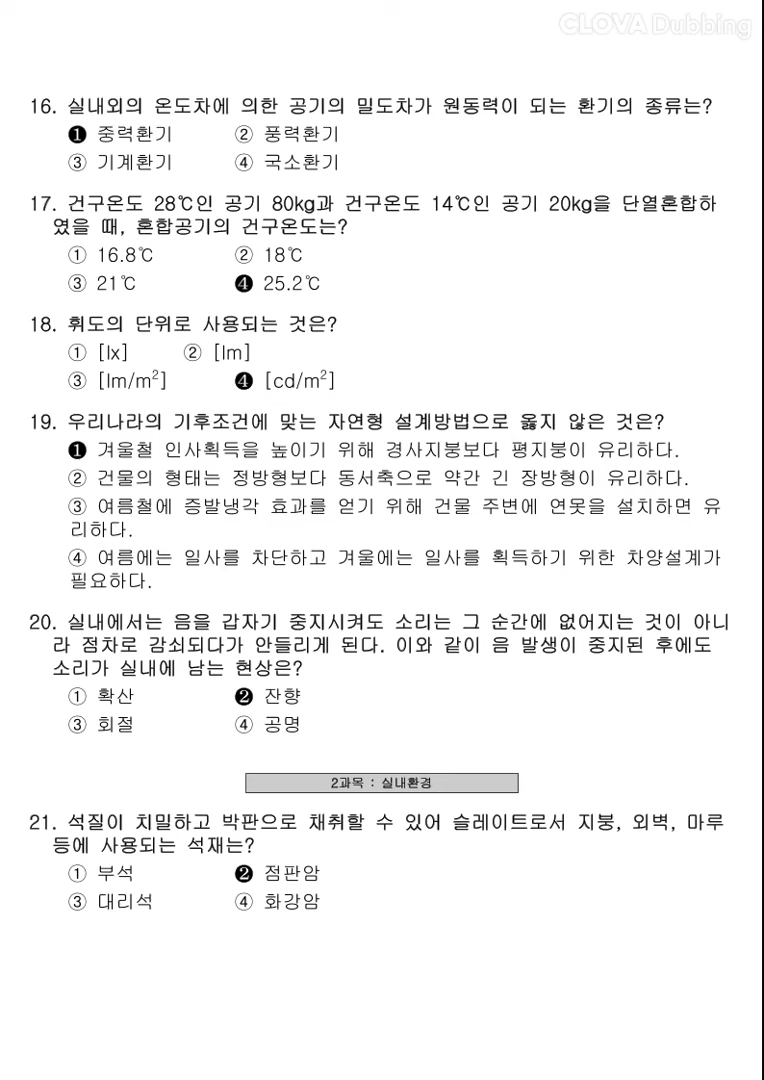 CLOVA Dubbing
16. 실내외의 온도차에 의한 공기의 밀도차가 원동력이 되는 환기의 종류는?
❶ 중력환기 ② 풍력환기
③ 기계환기 ④ 국소환기
17. 건구온도 28℃인 공기 80kg과 건구온도 14℃인 공기 20kg을 단열혼합하
였을 때, 혼합공기의 건구온도는?
① 16.8℃ ② 18℃
③ 21℃ ❹ 25.2℃
18. 휘도의 단위로 사용되는 것은?
① [lx] ② [lm]
③ [lm/m²] ❹ [cd/m²]
19. 우리나라의 기후조건에 맞는 자연형 설계방법으로 옳지 않은 것은?
❶ 겨울철 인사획득을 높이기 위해 경사지붕보다 평지붕이 유리하다.
② 건물의 형태는 정방형보다 동서축으로 약간 긴 장방형이 유리하다.
③ 여름철에 증발냉각 효과를 얻기 위해 건물 주변에 연못을 설치하면 유
리하다.
④ 여름에는 일사를 차단하고 겨울에는 일사를 획득하기 위한 차양설계가
필요하다.
20. 실내에서는 음을 갑자기 중지시켜도 소리는 그 순간에 없어지는 것이 아니
라 점차로 감쇠되다가 안들리게 된다. 이와 같이 음 발생이 중지된 후에도
소리가 실내에 남는 현상은?
① 확산 ❷ 잔향
③ 회절 ④ 공명
2과목 : 실내환경
21. 석질이 치밀하고 박판으로 채취할 수 있어 슬레이트로서 지붕, 외벽, 마루
등에 사용되는 석재는?
① 부석 ❷ 점판암
③ 대리석 ④ 화강암